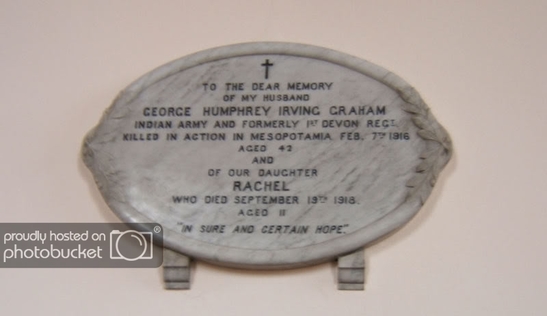 TO THE DEAR MEMORY
OF MY HUSBAND
GEORGE HUMPHREY IRVING GRAHAM
INDIAN ARMY AND FORMERLY 1ST DEVON REGT.
KILLED IN ACTION IN MESOPOTAMIA, FEB. 7TH 1916
AGED 42
AND
OF OUR DAUGHTER
RACHEL
WHO DIED SEPTEMBER 19TH 1918.
AGED 11
"IN SURE AND CERTAIN HOPE."
proudly hosted on
photobucket